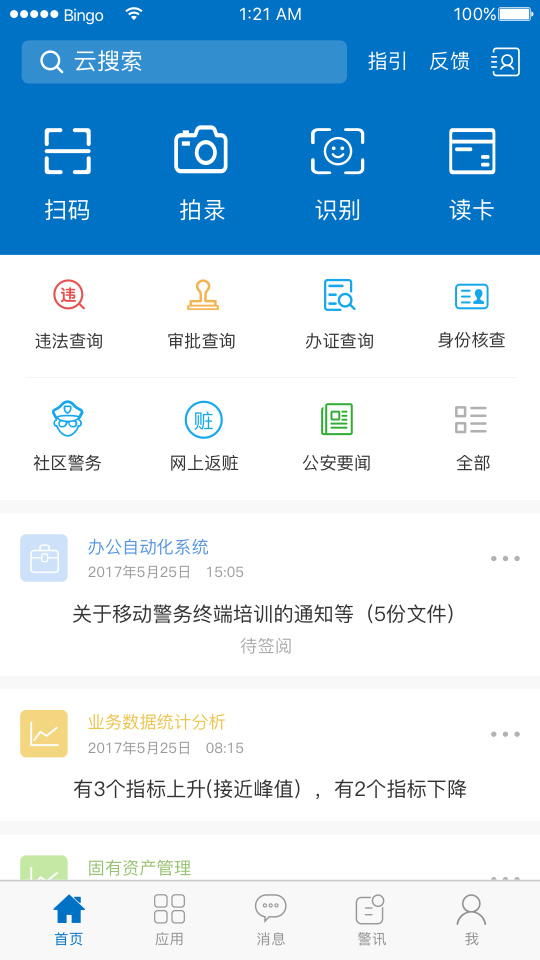 Bingo 1:21 AM 100%
云搜索 指引 反馈
扫码 拍录 识别 读卡
违
违法查询 审批查询 办证查询 身份核查
赃
社区警务 网上返赃 公安要闻 全部
办公自动化系统
2017年5月25日 15:05
关于移动警务终端培训的通知等（5份文件）
待签阅
业务数据统计分析
2017年5月25日 08:15
有3个指标上升(接近峰值），有2个指标下降
固有资产管理
首页 应用 消息 警讯 我